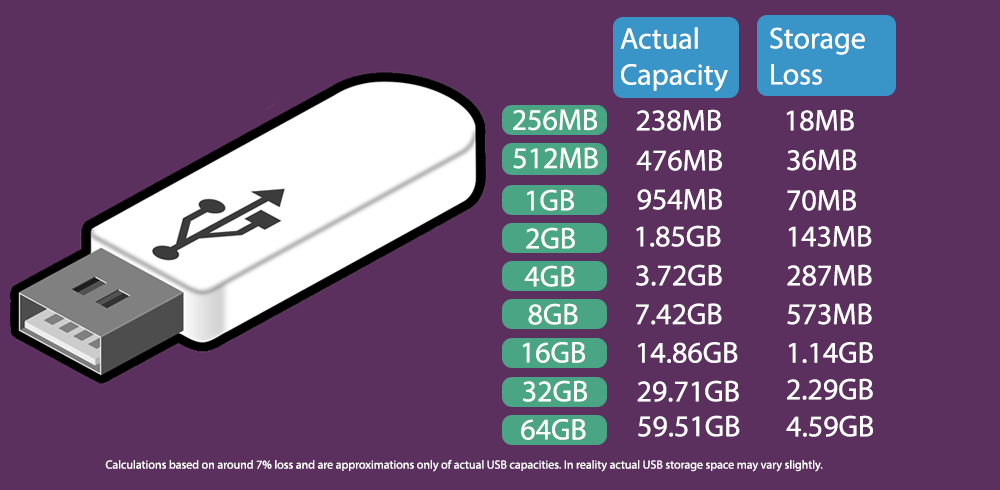 Actual Capacity
Storage Loss
256MB 238MB 18MB
512MB 476MB 36MB
1GB 954MB 70MB
2GB 1.85GB 143MB
4GB 3.72GB 287MB
8GB 7.42GB 573MB
16GB 14.86GB 1.14GB
32GB 29.71GB 2.29GB
64GB 59.51GB 4.59GB
Calculations based on around 7% loss and are approximations only of actual USB capacities. In reality actual USB storage space may vary slightly.